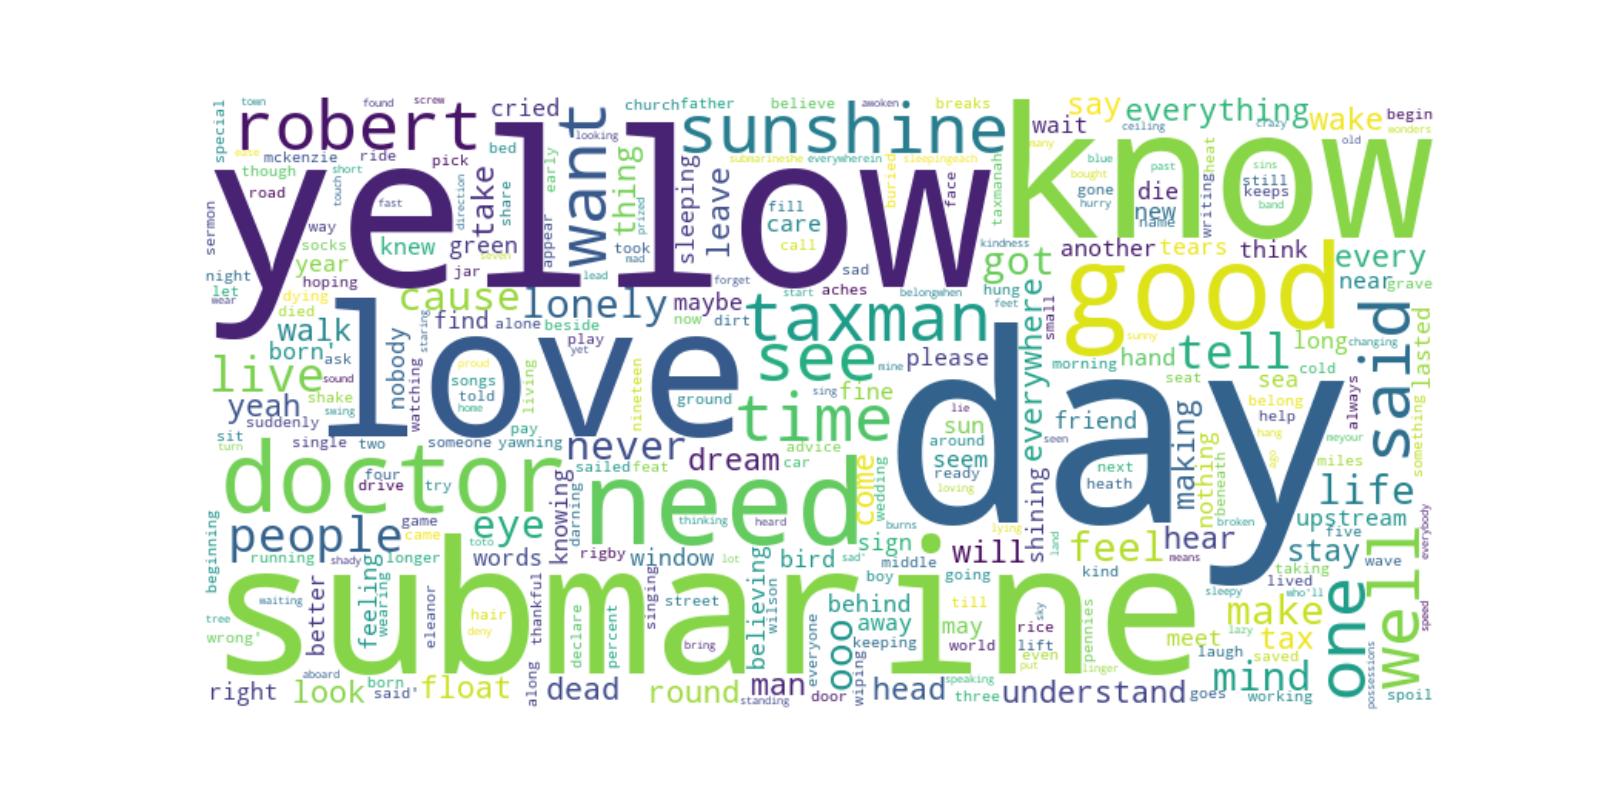 special
town
found
screw
cried
church
father
believe
awoken
breaks
say
everything
wake
begin
robert
yellow
want
looking
sunshine
know
wait
ceiling
crazy
wonders
old
many
ease
mckenzie
ride
pick
bed
early
thing
submarineshe
everywherein
sleepingeach
buried
taxmanah
blue
past
heat
sins
though
short
touch
road
fast
direction
take
share
prized
sleeping
leave
fill
care
call
face
bought
gone
hurry
die
new
name
writing
still
keeps
band
sermon
way
socks
knew
green
seven
appear
took
mad
kindness
another
tears
think
every
year
hoping
jar
lead
forget
sad
got
good
near
grave
night
let
wear
dying
died
cause
lonely
maybe
now
dirt
start
aches
belongwhen
hung
feet
everywhere
small
said
walk
find
alone
beside
play
yet
taxman
sunny
tell
long
changing
lasted
born'
ask
nobody
staring
love
see
mine
please
day
morning
hand
seat
cold
live
sound
watching
proud
songs
told
home
living
nineteen
ground
sing
fine
sea
belong
help
hang
always
yeah
shake
swing
suddenly
pay
time
lie
sun
around
seem
ready
loving
friend
seen
making
something
sit
turn
single
two
someone
yawning
never
advice
car
meyour
miles
doctor
four
drive
try
sailed
feat
dream
come
wedding
next
heath
nothing
beneath
ago
life
people
game
came
eye
toto
knowing
darning
need
thinking
heard
burns
lying
shining
land
broken
upstream
five
everybody
beginning
running
shady
longer
words
rigby
window
lot
bird
sad'
sign
middle
will
feel
hear
means
stay
wave
well
submarine
feeling
wearing
believing
wilson
boy
going
kind
taking
lived
sleepy
who'll
one
speed
tree
wrong'
waiting
better
eleanor
hair
deny
thankful
declare
percent
singing
street
bring
everyone
behind
away
keeping
till
may
world
sky
rice
lift
even
put
pennies
linger
make
lazy
tax
meet
laugh
saved
right
look
aboard
born
said'
float
along
dead
round
man
standing
door
ooo
wiping
head
speaking
three
understand
goes
mind
working
possessions
spoil